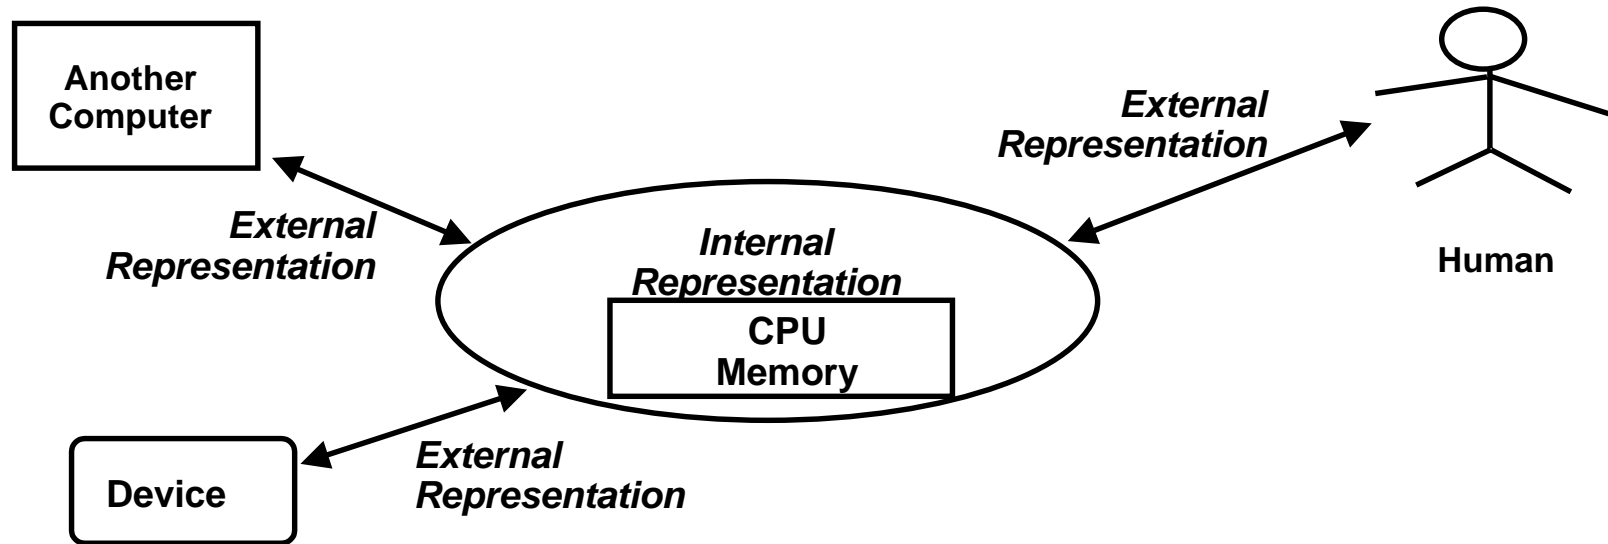 Another
Computer
External
Representation
External
Representation
Internal
Representation
CPU
Memory
Human
Device
External
Representation